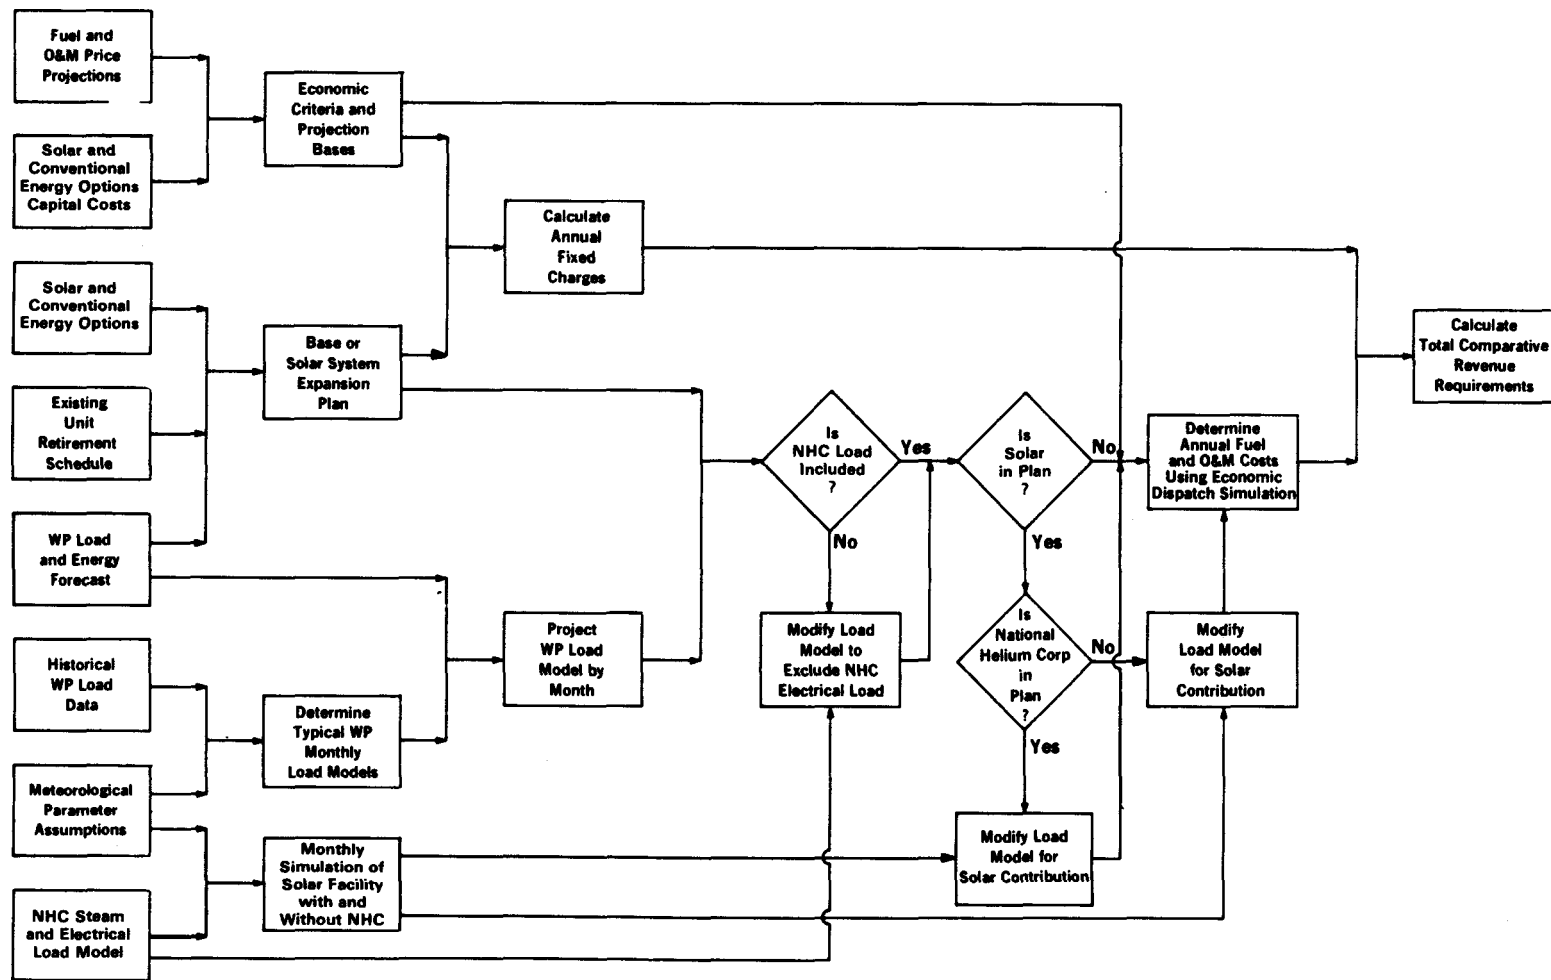 Fuel and
O&M Price
Projections
Solar and
Conventional
Energy Options
Capital Costs
Solar and
Conventional
Energy Options
Existing
Unit
Retirement
Schedule
WP Load
and Energy
Forecast
Historical
WP Load
Data
Meteorological
Parameter
Assumptions
NHC Steam
and Electrical
Load Model
Economic
Criteria and
Projection
Bases
Base or
Solar System
Expansion
Plan
Determine
Typical WP
Monthly
Load Models
Monthly
Simulation of
Solar Facility
with and
Without NHC
Calculate
Annual
Fixed
Charges
Project
WP Load
Model by
Month
Is
NHC Load
Included
?
Yes
No
Modify Load
Model to
Exclude NHC
Electrical Load
Is
Solar
in Plan
?
No
Yes
Is
National
Helium Corp
in
Plan
?
No
Yes
Modify Load
Model for
Solar Contribution
Determine
Annual Fuel
and O&M Costs
Using Economic
Dispatch Simulation
Modify
Load Model
for Solar
Contribution
Calculate
Total Comparative
Revenue
Requirements